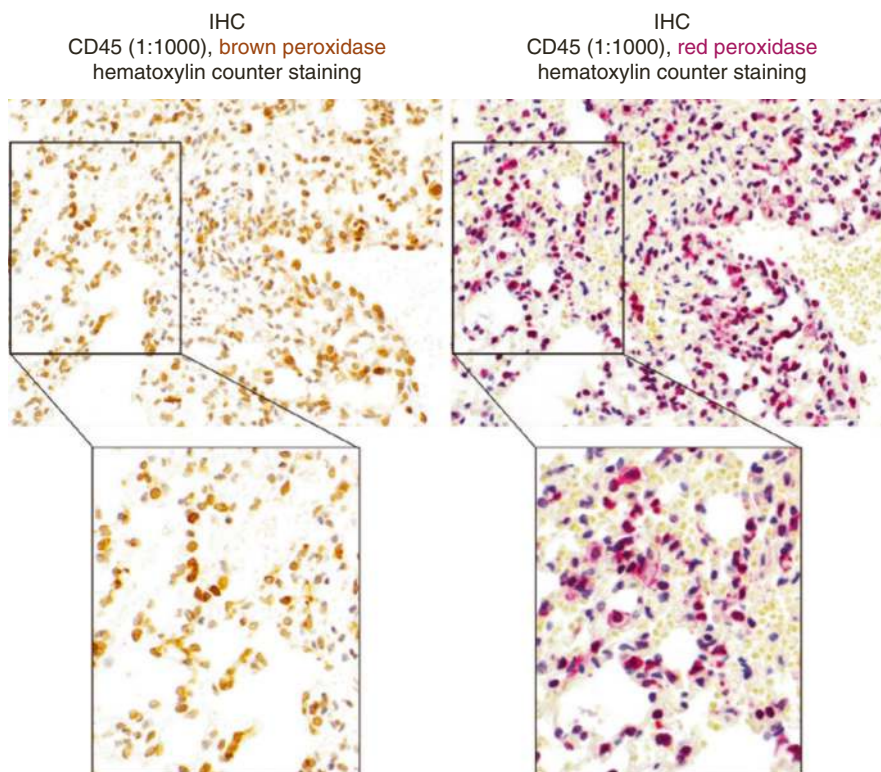 IHC
CD45 (1:1000), brown peroxidase
hematoxylin counter staining
IHC
CD45 (1:1000), red peroxidase
hematoxylin counter staining